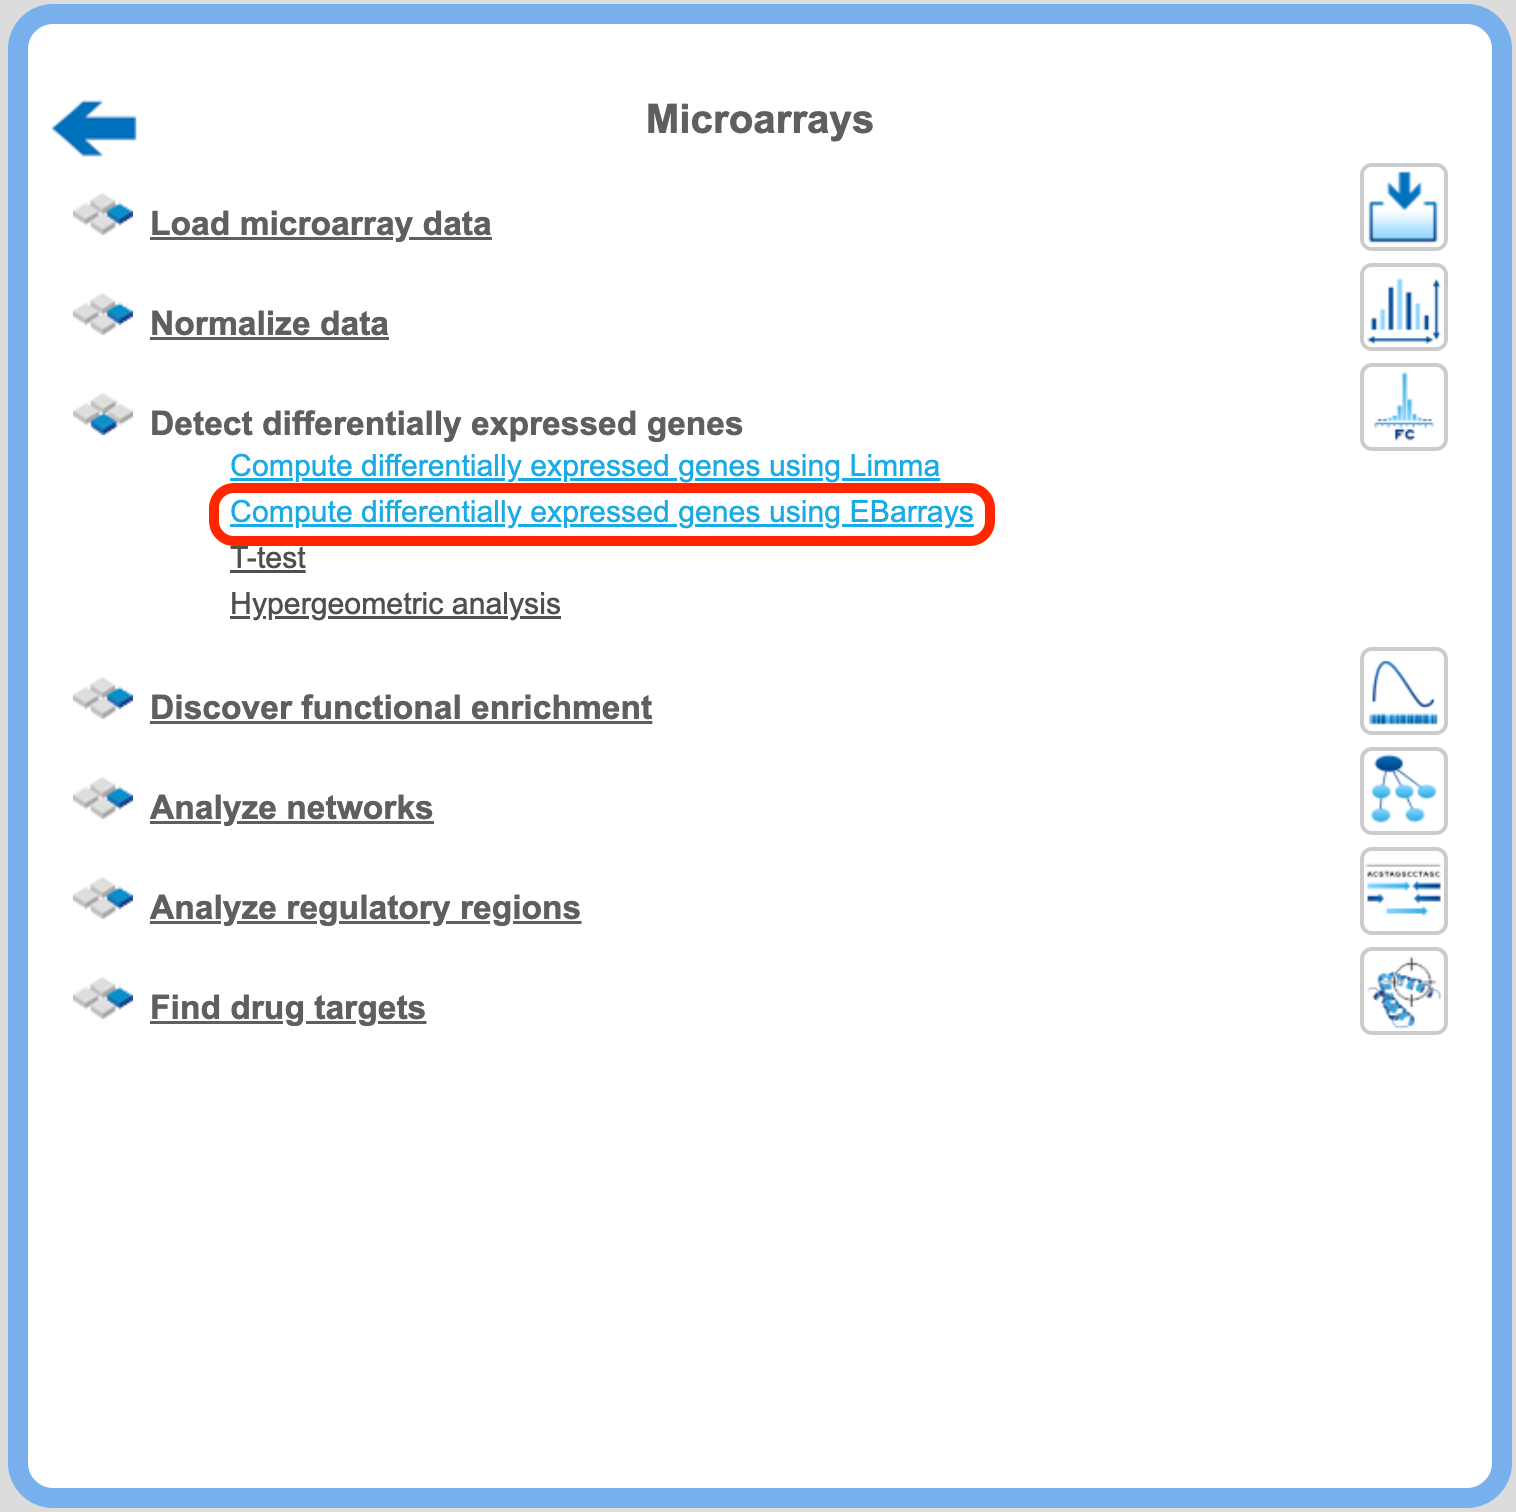 Microarrays
Load microarray data
Normalize data
Detect differentially expressed genes
FC
Compute differentially expressed genes using Limma
Compute differentially expressed genes using EBarrays
T-test
Hypergeometric analysis
Discover functional enrichment
Analyze networks
Analyze regulatory regions
Find drug targets